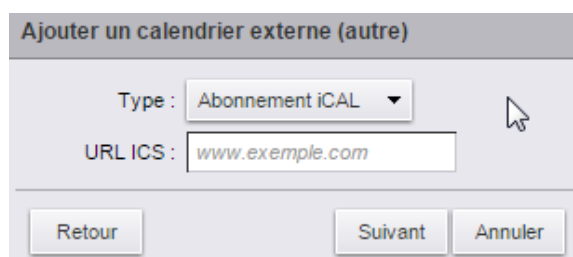 Ajouter un calendrier externe (autre)
Type : Abonnement iCAL
URL ICS : www.exemple.com
Retour Suivant Annuler